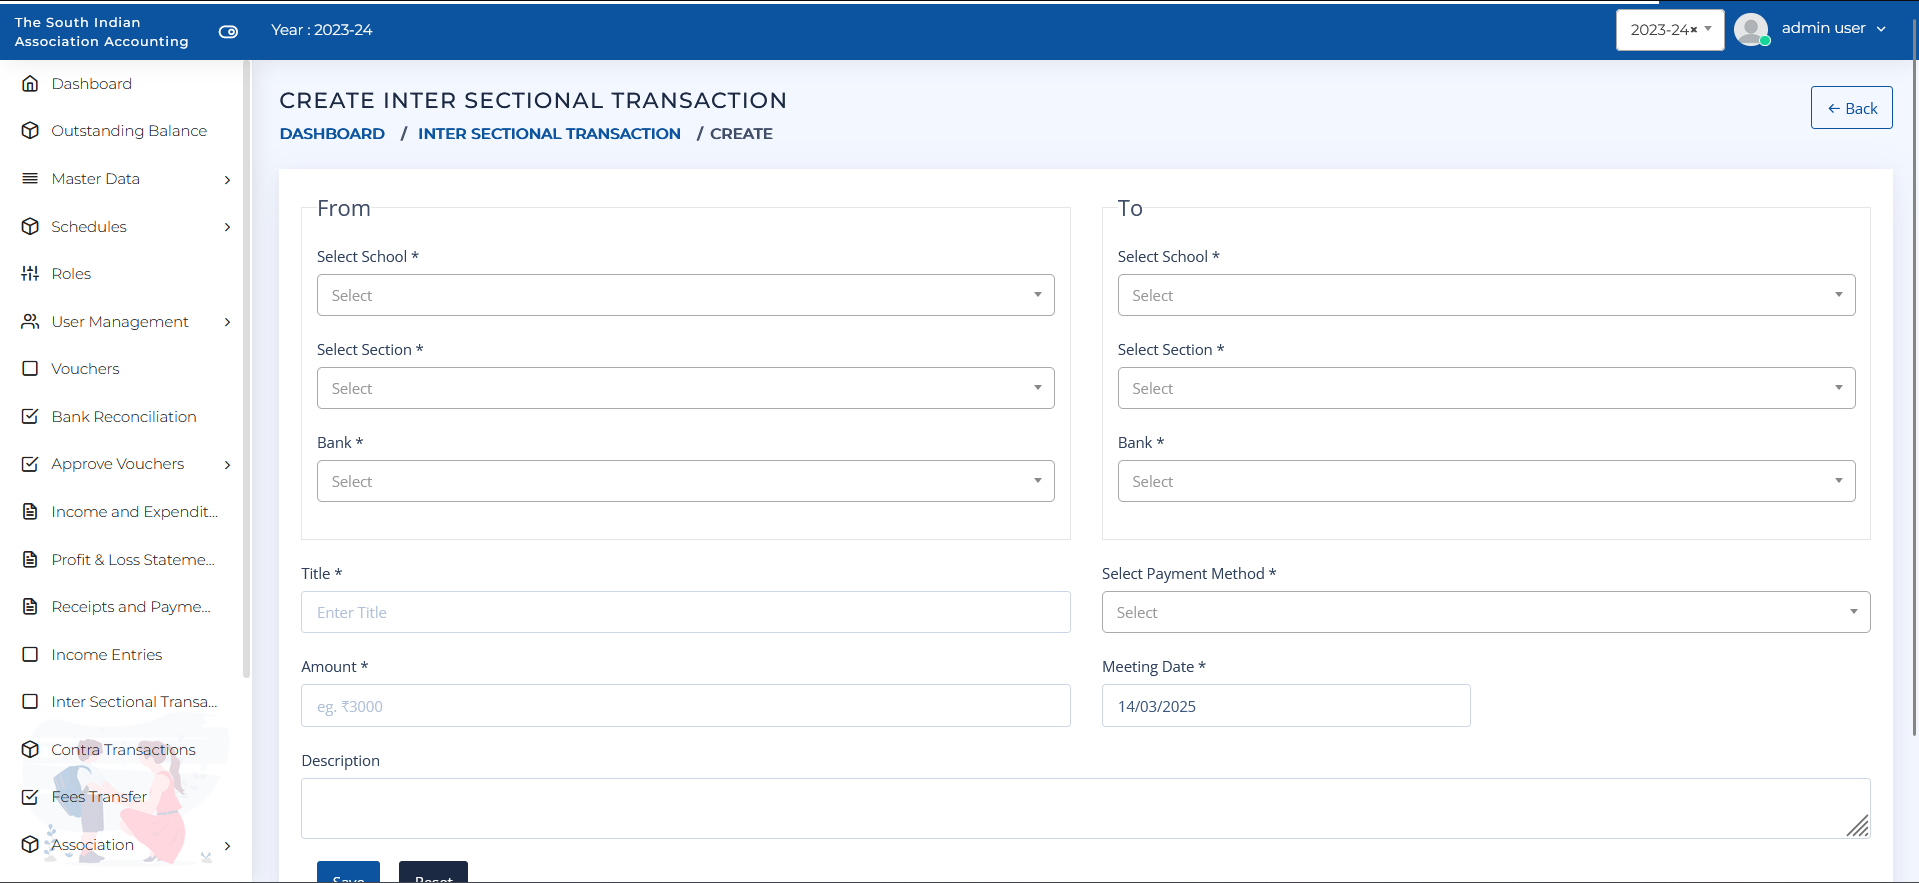 The South Indian
Association Accounting
Year : 2023-24
2023-24×
admin user
Dashboard
Outstanding Balance
Master Data
Schedules
Roles
User Management
Vouchers
Bank Reconciliation
Approve Vouchers
Income and Expendit...
Profit & Loss Stateme...
Receipts and Payme...
Income Entries
Inter Sectional Transa...
Contra Transactions
Fees Transfer
Association
CREATE INTER SECTIONAL TRANSACTION
DASHBOARD / INTER SECTIONAL TRANSACTION / CREATE
← Back
From
Select School *
Select
Select Section *
Select
Bank *
Select
To
Select School *
Select
Select Section *
Select
Bank *
Select
Title *
Enter Title
Select Payment Method *
Select
Amount *
eg. ₹3000
Meeting Date *
14/03/2025
Description
Save
Reset